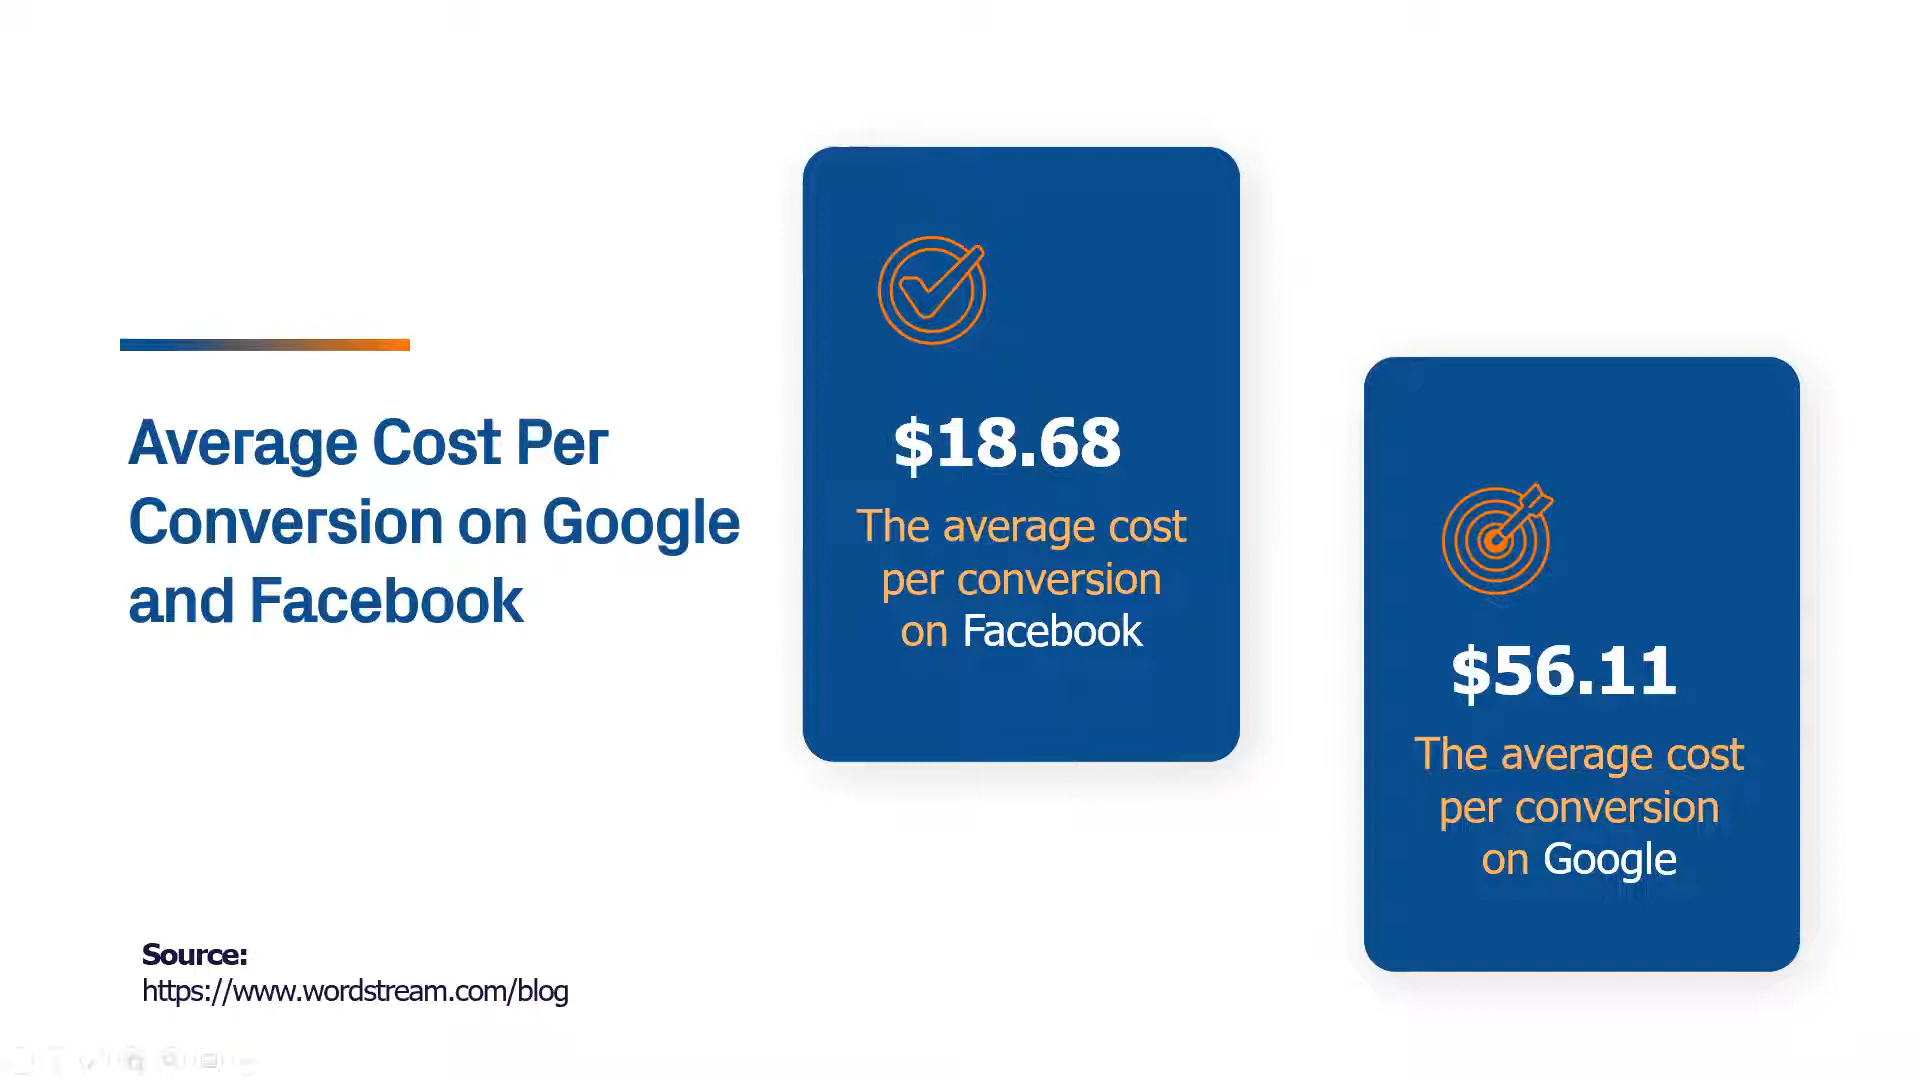 Average Cost Per
Conversion on Google
and Facebook
$18.68
The average cost
per conversion
on Facebook
$56.11
The average cost
per conversion
on Google
Source:
https://www.wordstream.com/blog